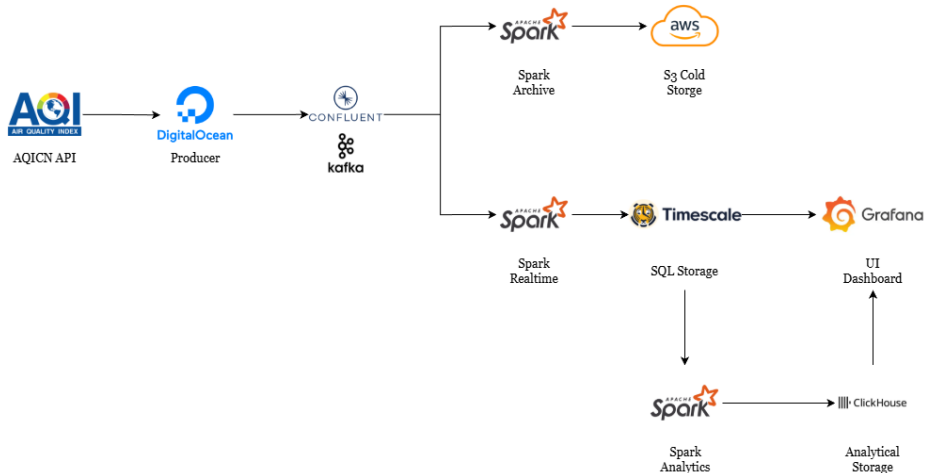 APACHE
Spark
aws
Spark
Archive
S3 Cold
Storge
AQI
AIR QUALITY INDEX
AQICN API
DigitalOcean
Producer
CONFLUENT
kafka
APACHE
Spark
Spark
Realtime
Timescale
SQL Storage
Grafana
UI
Dashboard
APACHE
Spark
Spark
Analytics
ClickHouse
Analytical
Storage